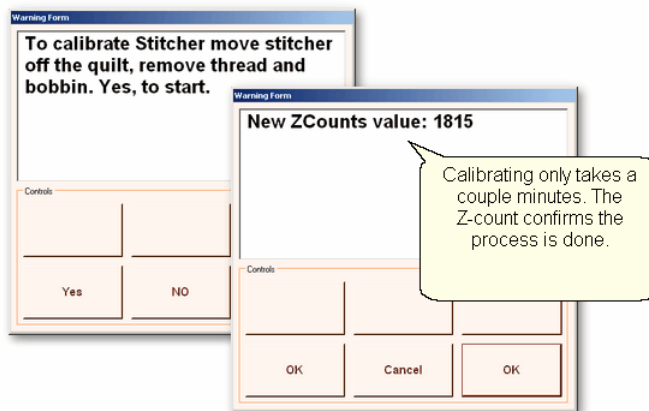 Warning Form
To calibrate Stitcher move stitcher
off the quilt, remove thread and
bobbin. Yes, to start.
Controls
Yes
NO
Warning Form
New ZCounts value: 1815
Calibrating only takes a
couple minutes. The
Z-count confirms the
process is done.
Controls
OK
Cancel
OK